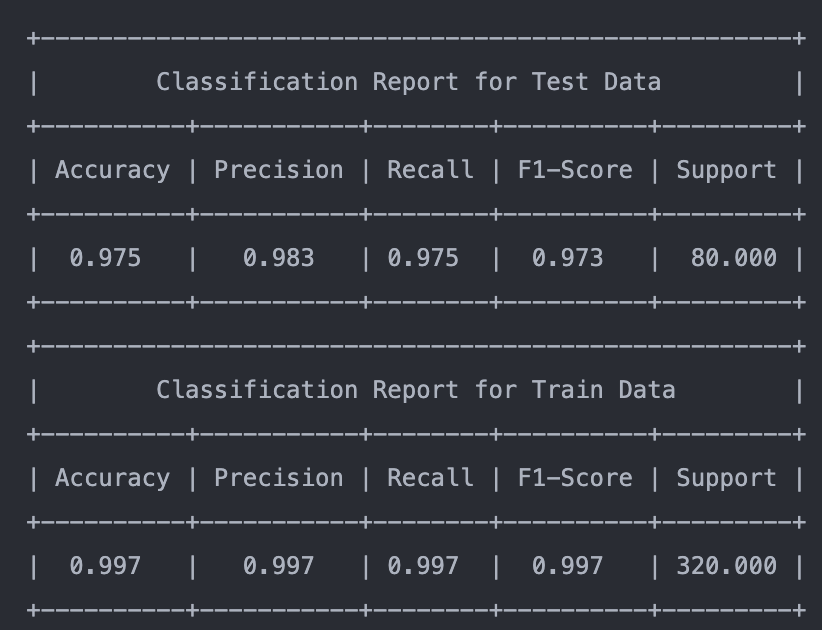 +----------------------------------------------------+
|        Classification Report for Test Data         |
+----------+-----------+--------+----------+---------+
| Accuracy | Precision | Recall | F1-Score | Support |
+----------+-----------+--------+----------+---------+
|  0.975   |   0.983   | 0.975  |  0.973   |  80.000 |
+----------+-----------+--------+----------+---------+
+----------------------------------------------------+
|        Classification Report for Train Data        |
+----------+-----------+--------+----------+---------+
| Accuracy | Precision | Recall | F1-Score | Support |
+----------+-----------+--------+----------+---------+
|  0.997   |   0.997   | 0.997  |  0.997   | 320.000 |
+----------+-----------+--------+----------+---------+